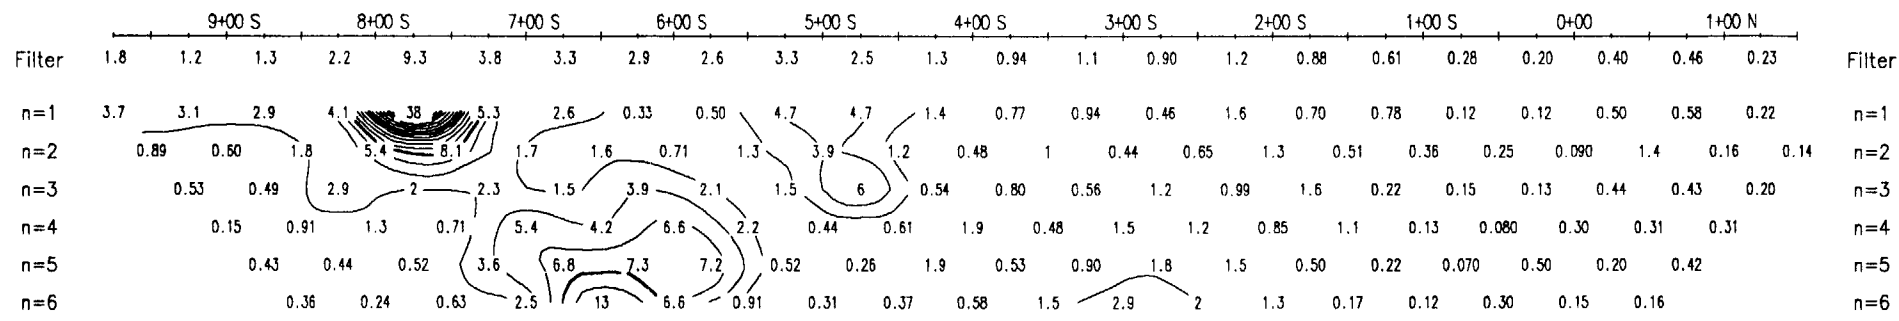 9+00 S 8+00 S 7+00 S 6+00 S 5+00 S 4+00 S 3+00 S 2+00 S 1+00 S 0+00 1+00 N
Filter 1.8 1.2 1.3 2.2 9.3 3.8 3.3 2.9 2.6 3.3 2.5 1.3 0.94 1.1 0.90 1.2 0.88 0.61 0.28 0.20 0.40 0.46 0.23 Filter
n=1 3.7 3.1 2.9 4.1 38 5.3 2.6 0.33 0.50 4.7 4.7 1.4 0.77 0.94 0.46 1.6 0.70 0.78 0.12 0.12 0.50 0.58 0.22 n=1
n=2 0.89 0.60 1.8 5.4 8.1 1.7 1.6 0.71 1.3 3.9 1.2 0.48 1 0.44 0.65 1.3 0.51 0.36 0.25 0.090 1.4 0.16 0.14 n=2
n=3 0.53 0.49 2.9 2 2.3 1.5 3.9 2.1 1.5 6 0.54 0.80 0.56 1.2 0.99 1.6 0.22 0.15 0.13 0.44 0.43 0.20 n=3
n=4 0.15 0.91 1.3 0.71 5.4 4.2 6.6 2.2 0.44 0.61 1.9 0.48 1.5 1.2 0.85 1.1 0.13 0.080 0.30 0.31 0.31 n=4
n=5 0.43 0.44 0.52 3.6 6.8 7.3 7.2 0.52 0.26 1.9 0.53 0.90 1.8 1.5 0.50 0.22 0.070 0.50 0.20 0.42 n=5
n=6 0.36 0.24 0.63 2.5 13 6.6 0.91 0.31 0.37 0.58 1.5 2.9 2 1.3 0.17 0.12 0.30 0.15 0.16 n=6